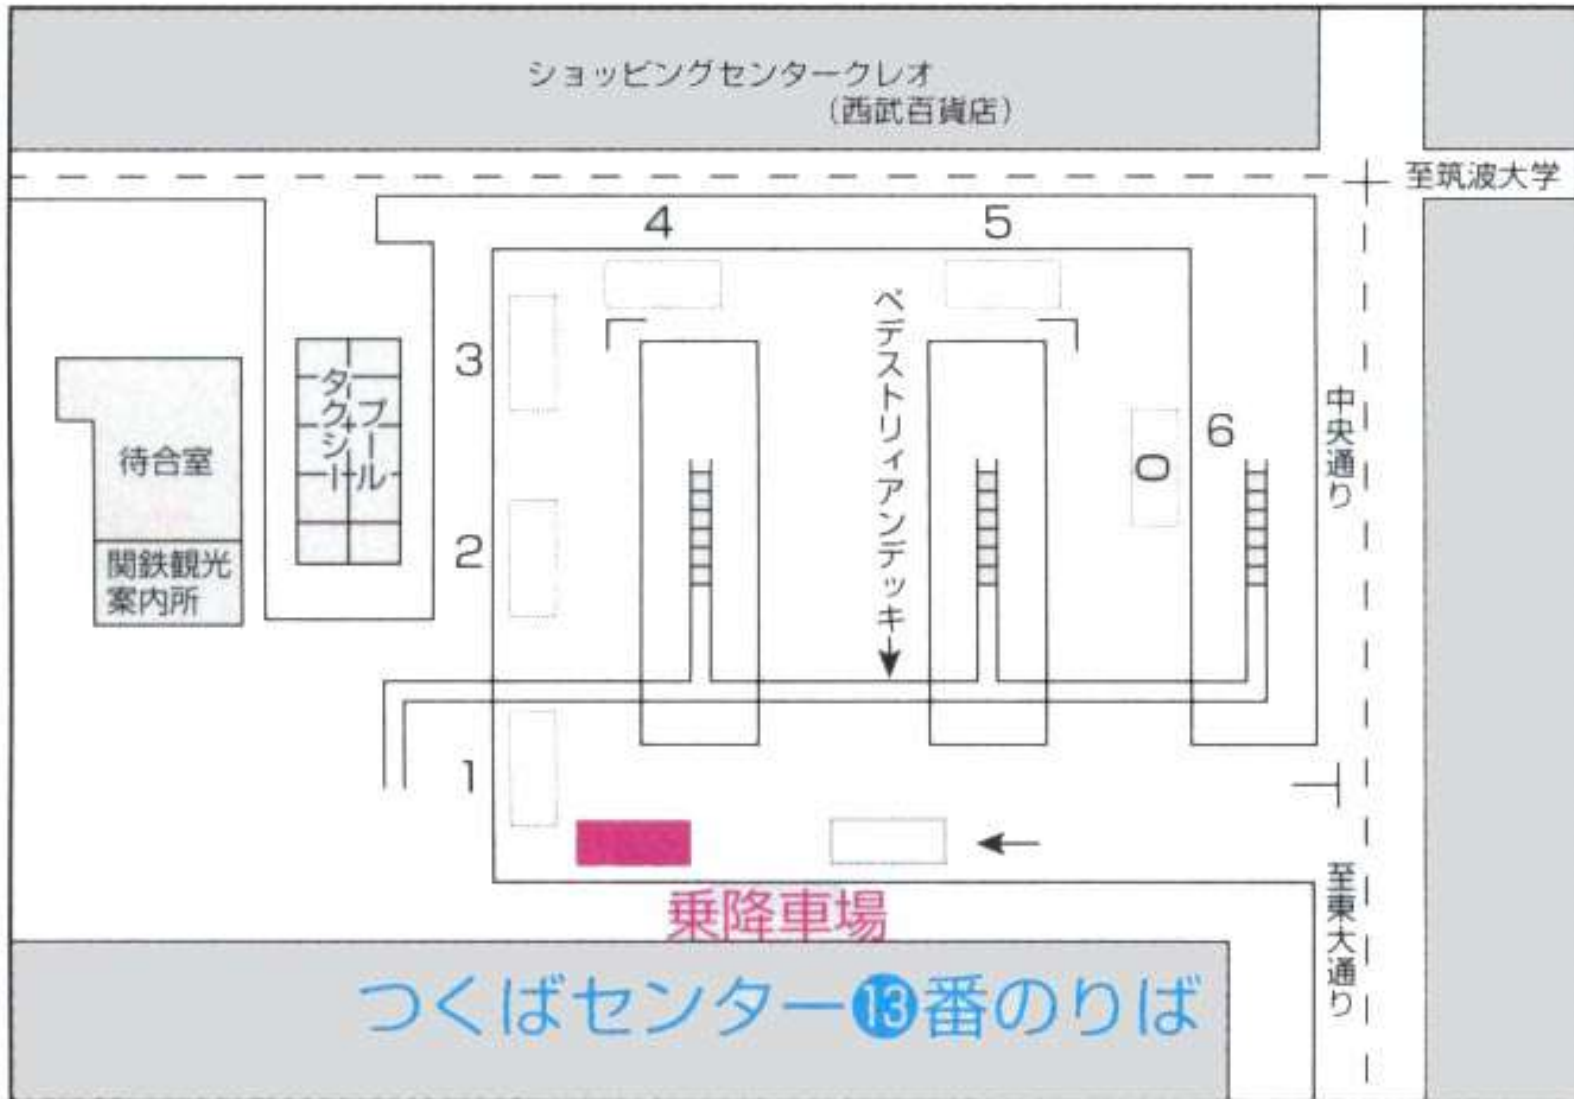 ショッピングセンタークレオ
(西武百貨店)
至筑波大学
4
5
3
ペデストリィアンデッキ
6
0
中央通り
タクシー
プール
待合室
2
関鉄観光
案内所
1
乗降車場
至東大通り
つくばセンター⓭番のりば